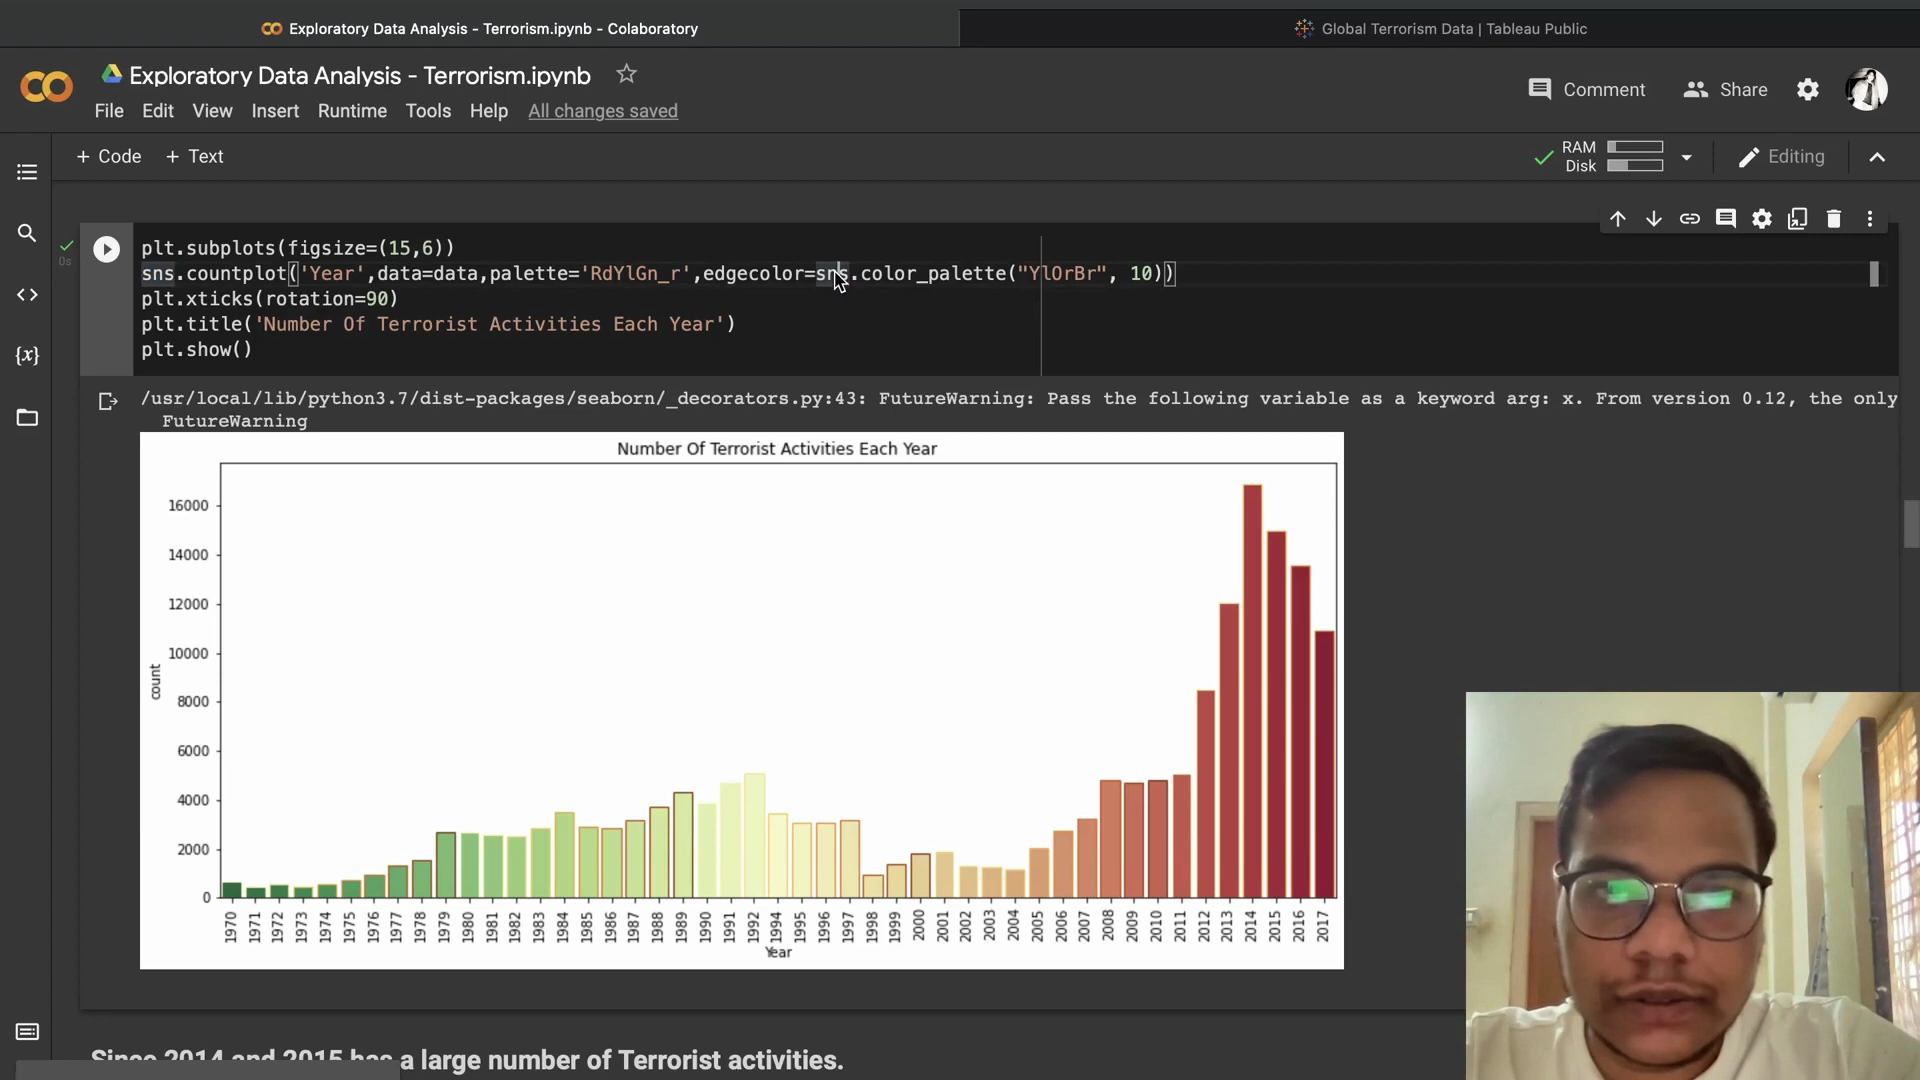 Exploratory Data Analysis - Terrorism.ipynb - Colaboratory
Global Terrorism Data | Tableau Public
Exploratory Data Analysis - Terrorism.ipynb
Comment
Share
File Edit View Insert Runtime Tools Help All changes saved
+ Code + Text
RAM
Disk
Editing
0s
plt.subplots(figsize=(15,6))
sns.countplot('Year',data=data,palette='RdYlGn_r',edgecolor=sns.color_palette("YlOrBr", 10))
plt.xticks(rotation=90)
plt.title('Number Of Terrorist Activities Each Year')
plt.show()
/usr/local/lib/python3.7/dist-packages/seaborn/_decorators.py:43: FutureWarning: Pass the following variable as a keyword arg: x. From version 0.12, the only
FutureWarning
Number Of Terrorist Activities Each Year
16000
14000
12000
10000
8000
6000
4000
2000
0
count
1970 1971 1972 1973 1974 1975 1976 1977 1978 1979 1980 1981 1982 1983 1984 1985 1986 1987 1988 1989 1990 1991 1992 1994 1995 1996 1997 1998 1999 2000 2001 2002 2003 2004 2005 2006 2007 2008 2009 2010 2011 2012 2013 2014 2015 2016 2017
Year
Since 2014 and 2015 has a large number of Terrorist activities.